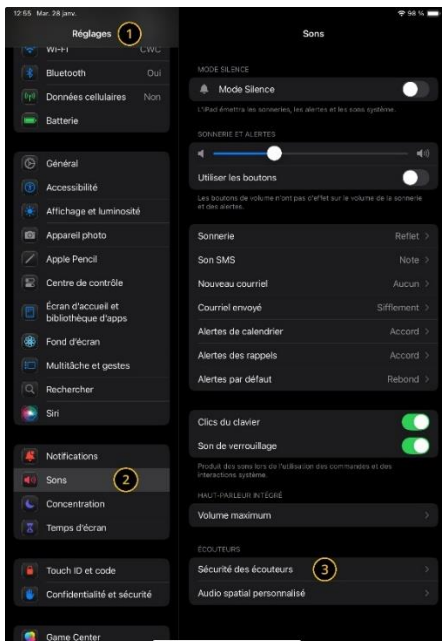 12:55 Mar. 28 janv.
98 %
Réglages 1
Wi-Fi CWC
Bluetooth Oui
Données cellulaires Non
Batterie
Général
Accessibilité
Affichage et luminosité
Appareil photo
Apple Pencil
Centre de contrôle
Écran d'accueil et
bibliothèque d'apps
Fond d'écran
Multitâche et gestes
Rechercher
Siri
Notifications
Sons 2
Concentration
Temps d'écran
Touch ID et code
Confidentialité et sécurité
Game Center
Sons
MODE SILENCE
Mode Silence
L'iPad émettra les sonneries, les alertes et les sons système.
SONNERIE ET ALERTES
Utiliser les boutons
Les boutons de volume n'ont pas d'effet sur le volume de la sonnerie
et des alertes.
Sonnerie Reflet
Son SMS Note
Nouveau courriel Aucun
Courriel envoyé Sifflement
Alertes de calendrier Accord
Alertes des rappels Accord
Alertes par défaut Rebond
Clics du clavier
Son de verrouillage
Produit des sons lors de l'utilisation des commandes et des
interactions système.
HAUT-PARLEUR INTÉGRÉ
Volume maximum
ÉCOUTEURS
Sécurité des écouteurs 3
Audio spatial personnalisé